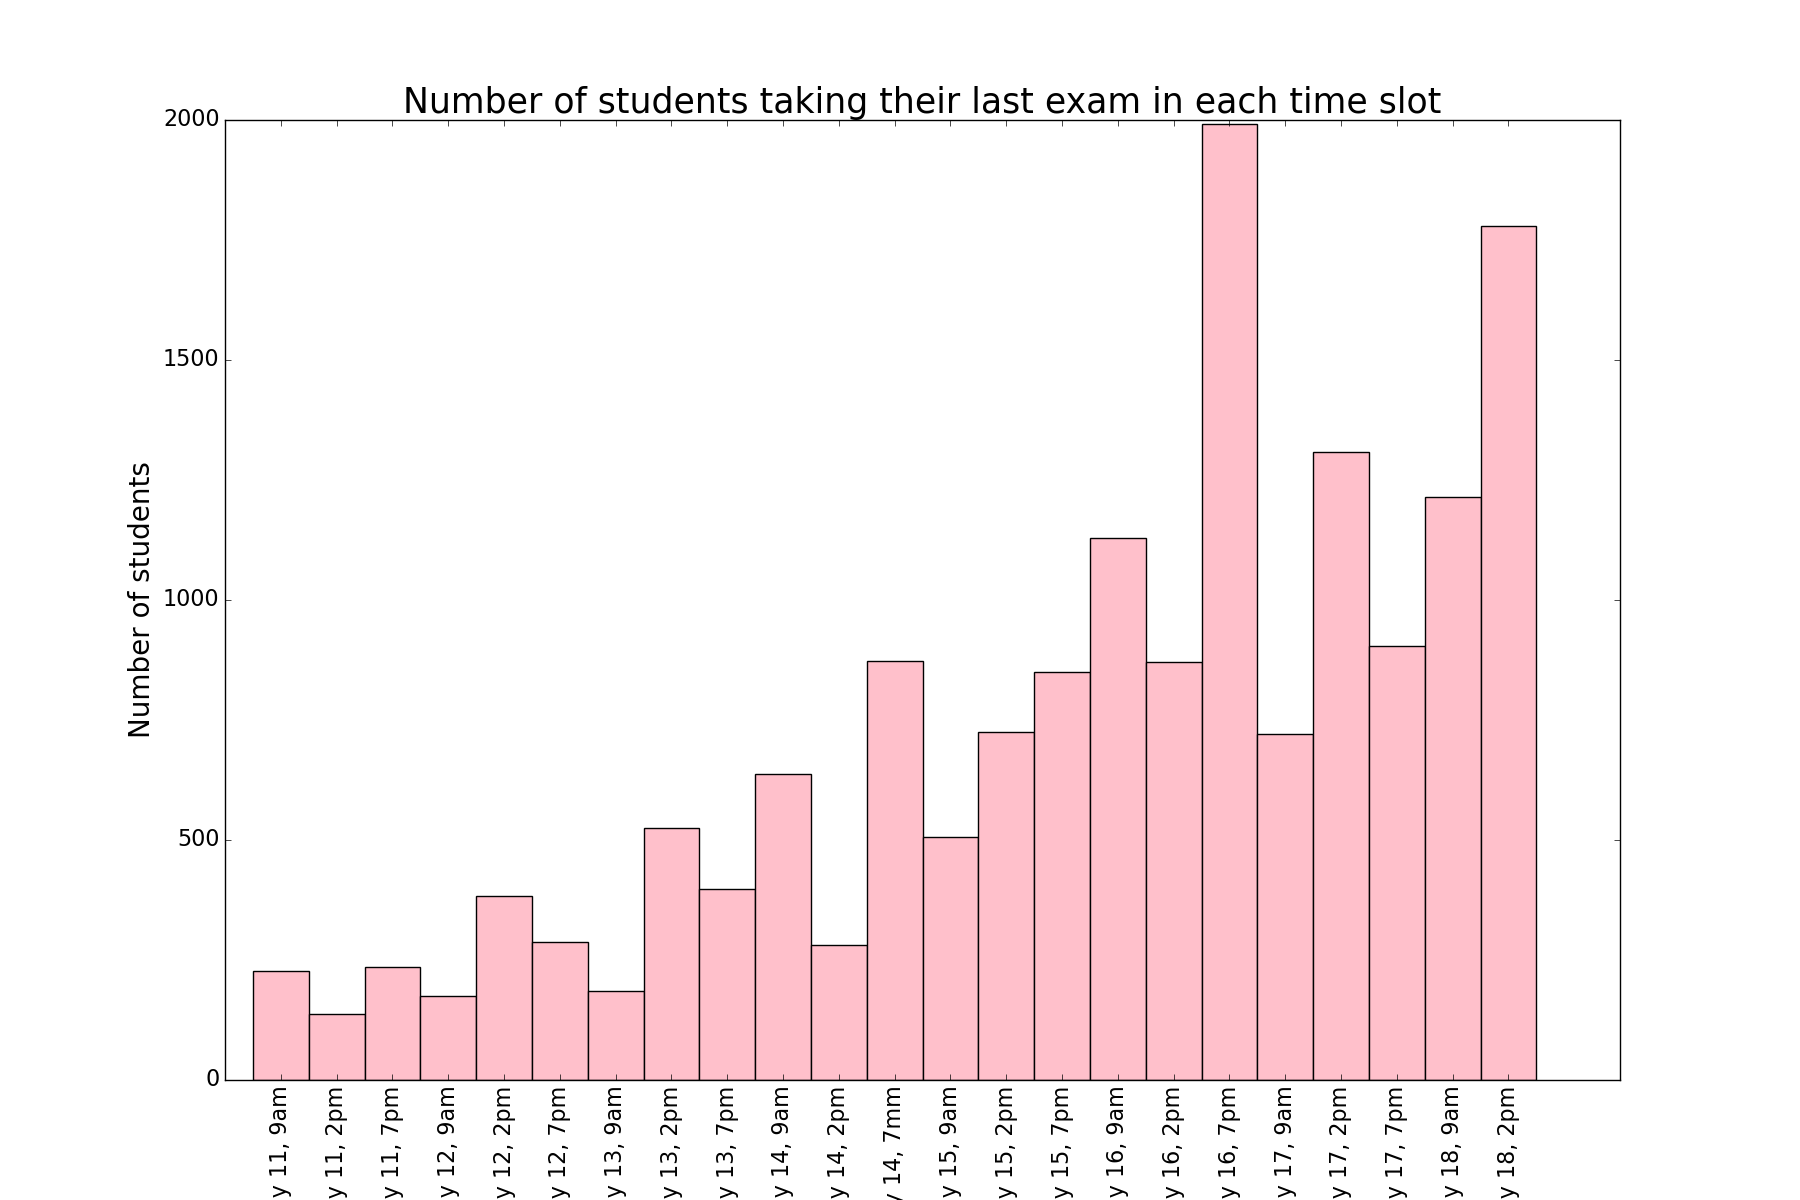 Number of students taking their last exam in each time slot
Number of students
2000
1500
1000
500
0
y 11, 9am
y 11, 2pm
y 11, 7pm
y 12, 9am
y 12, 2pm
y 12, 7pm
y 13, 9am
y 13, 2pm
y 13, 7pm
y 14, 9am
y 14, 2pm
y 14, 7mm
y 15, 9am
y 15, 2pm
y 15, 7pm
y 16, 9am
y 16, 2pm
y 16, 7pm
y 17, 9am
y 17, 2pm
y 17, 7pm
y 18, 9am
y 18, 2pm